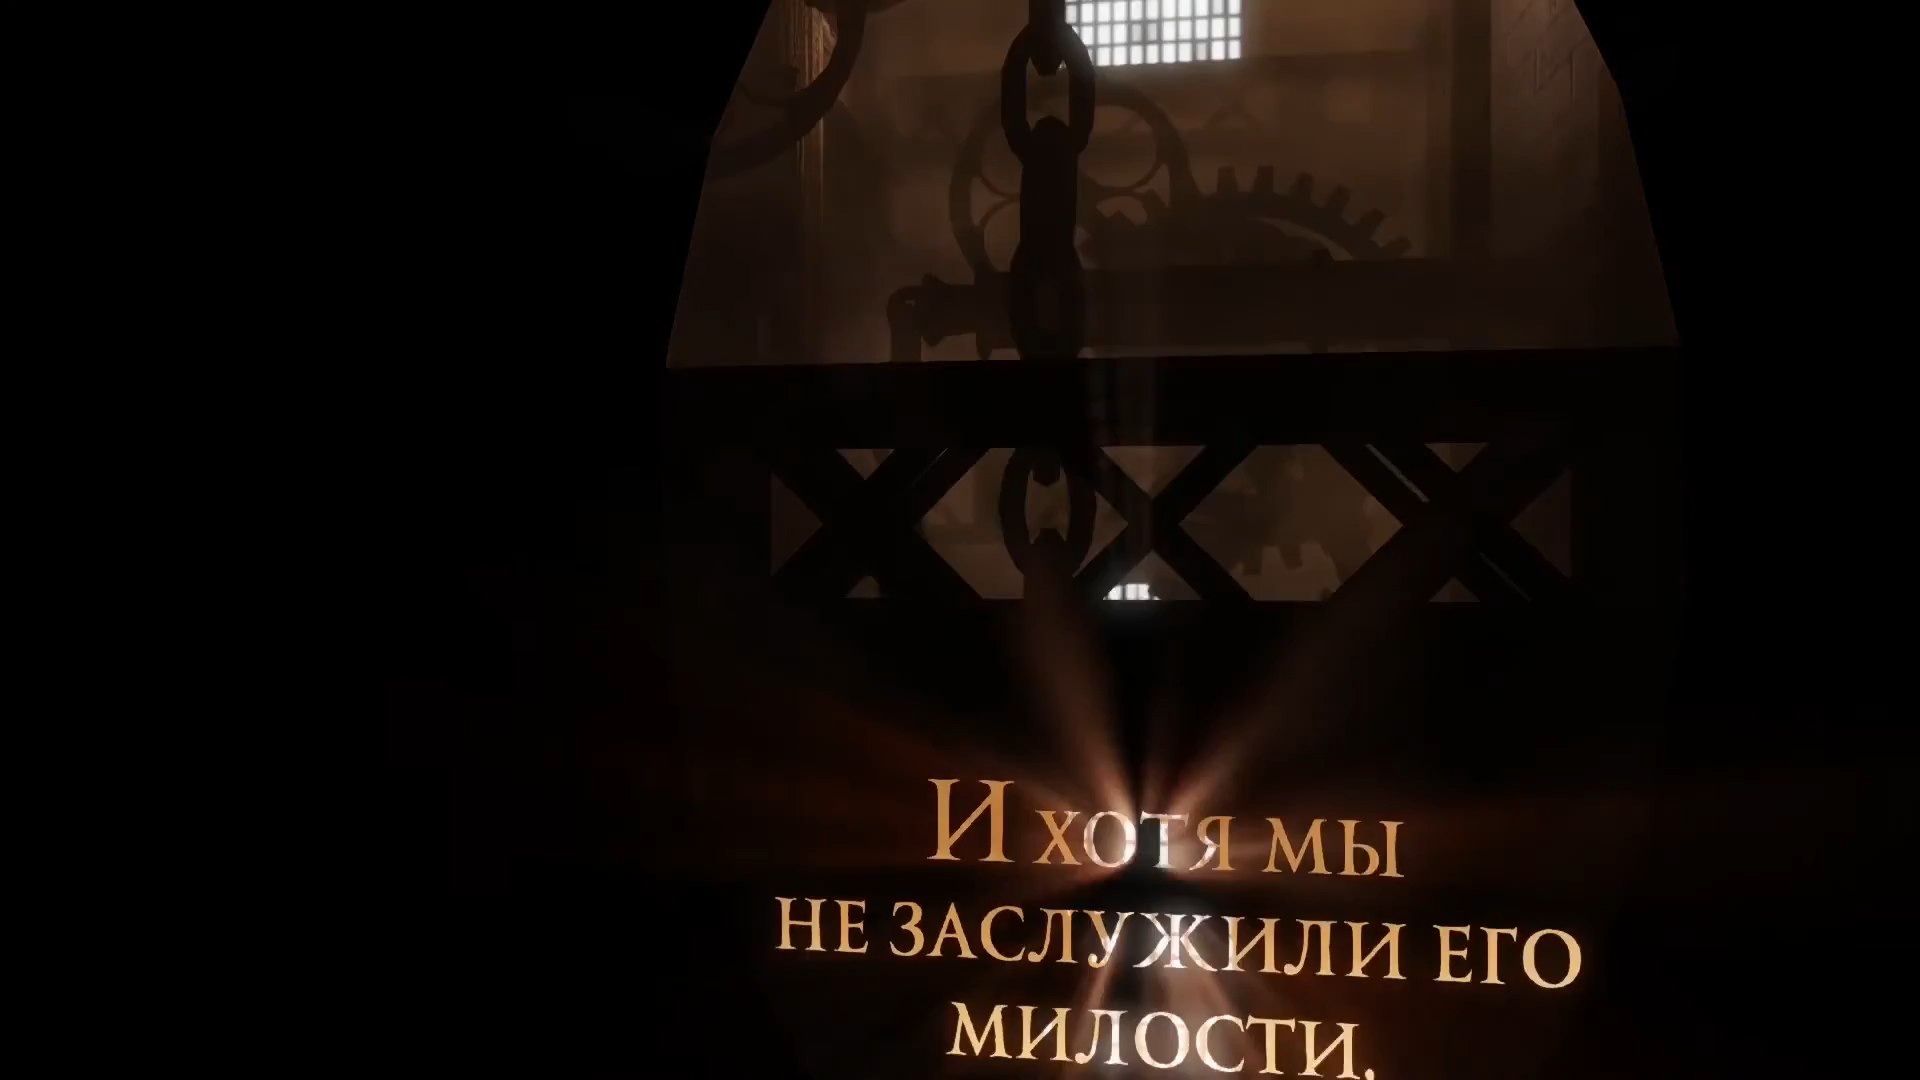 И хотя мы
не заслужили его
милости,